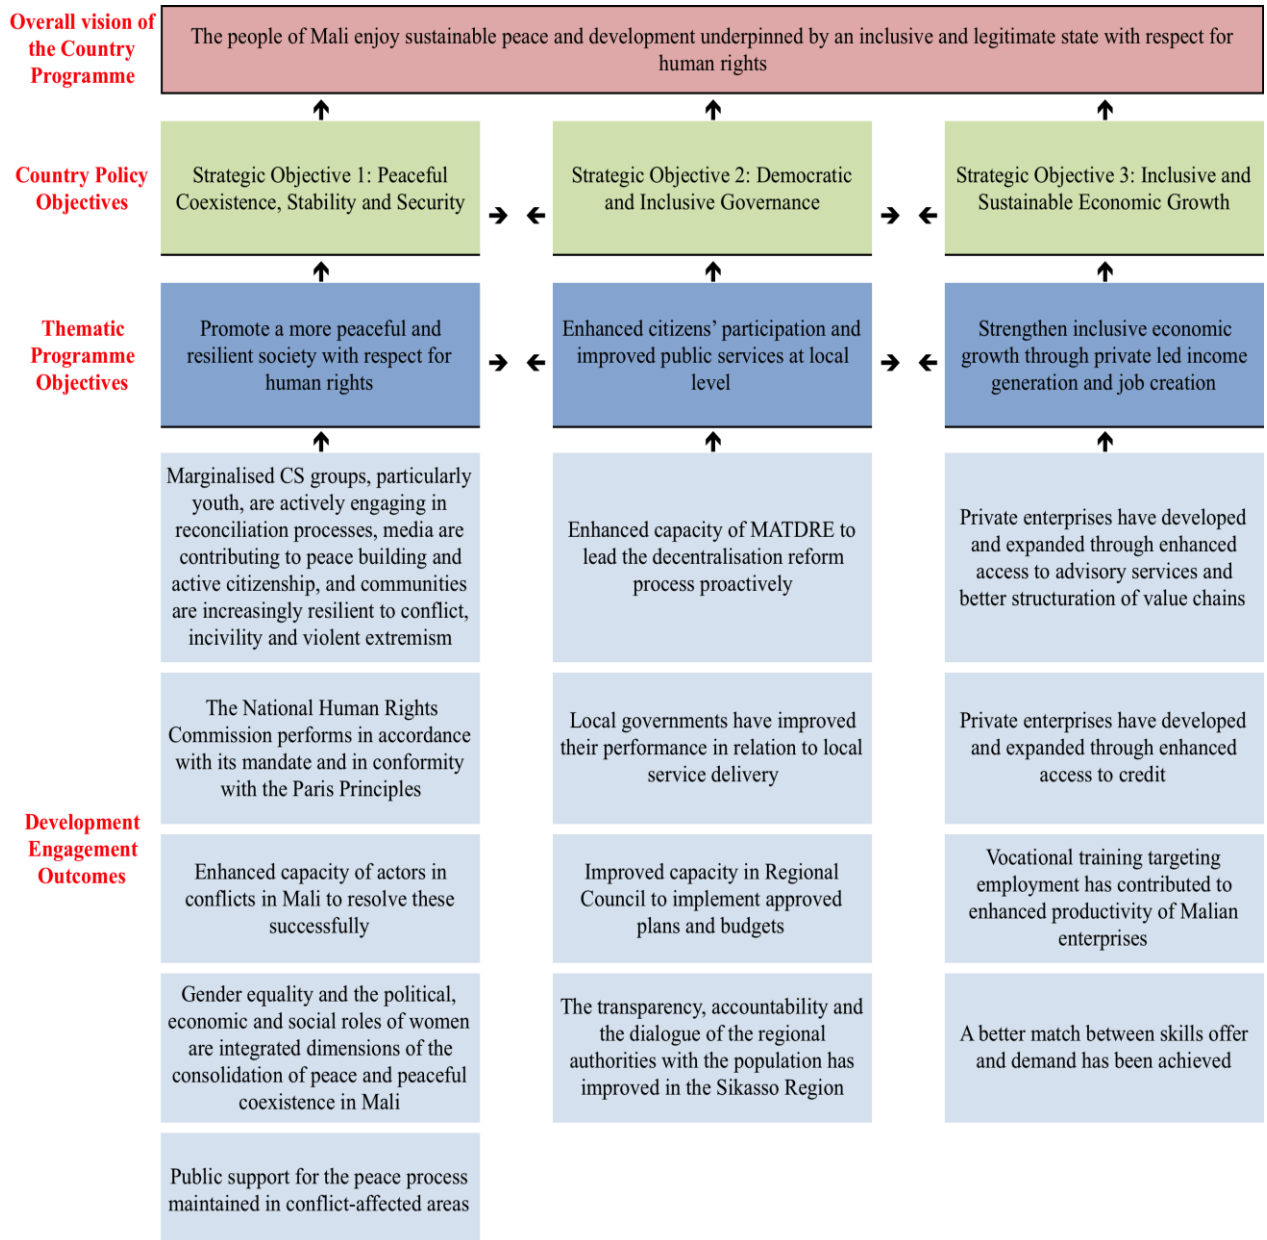 Overall vision of
the Country
Programme
The people of Mali enjoy sustainable peace and development underpinned by an inclusive and legitimate state with respect for
human rights
Country Policy
Objectives
Strategic Objective 1: Peaceful
Coexistence, Stability and Security
Strategic Objective 2: Democratic
and Inclusive Governance
Strategic Objective 3: Inclusive and
Sustainable Economic Growth
Thematic
Programme
Objectives
Promote a more peaceful and
resilient society with respect for
human rights
Enhanced citizens’ participation and
improved public services at local
level
Strengthen inclusive economic
growth through private led income
generation and job creation
Development
Engagement
Outcomes
Marginalised CS groups, particularly
youth, are actively engaging in
reconciliation processes, media are
contributing to peace building and
active citizenship, and communities
are increasingly resilient to conflict,
incivility and violent extremism
Enhanced capacity of MATDRE to
lead the decentralisation reform
process proactively
Private enterprises have developed
and expanded through enhanced
access to advisory services and
better structuration of value chains
The National Human Rights
Commission performs in accordance
with its mandate and in conformity
with the Paris Principles
Local governments have improved
their performance in relation to local
service delivery
Private enterprises have developed
and expanded through enhanced
access to credit
Enhanced capacity of actors in
conflicts in Mali to resolve these
successfully
Improved capacity in Regional
Council to implement approved
plans and budgets
Vocational training targeting
employment has contributed to
enhanced productivity of Malian
enterprises
Gender equality and the political,
economic and social roles of women
are integrated dimensions of the
consolidation of peace and peaceful
coexistence in Mali
The transparency, accountability and
the dialogue of the regional
authorities with the population has
improved in the Sikasso Region
A better match between skills offer
and demand has been achieved
Public support for the peace process
maintained in conflict-affected areas